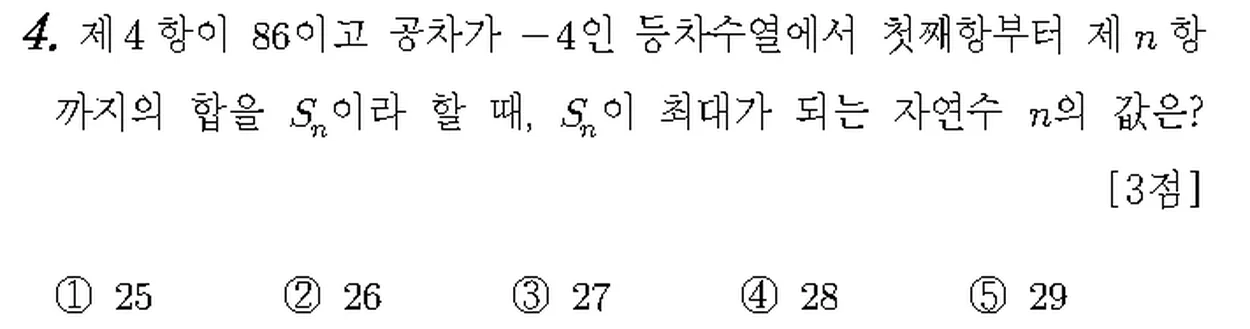 4. 제 4 항이 86이고 공차가 −4인 등차수열에서 첫째항부터 제 n 항
까지의 합을 Sₙ이라 할 때, Sₙ이 최대가 되는 자연수 n의 값은?
[3점]
① 25 ② 26 ③ 27 ④ 28 ⑤ 29